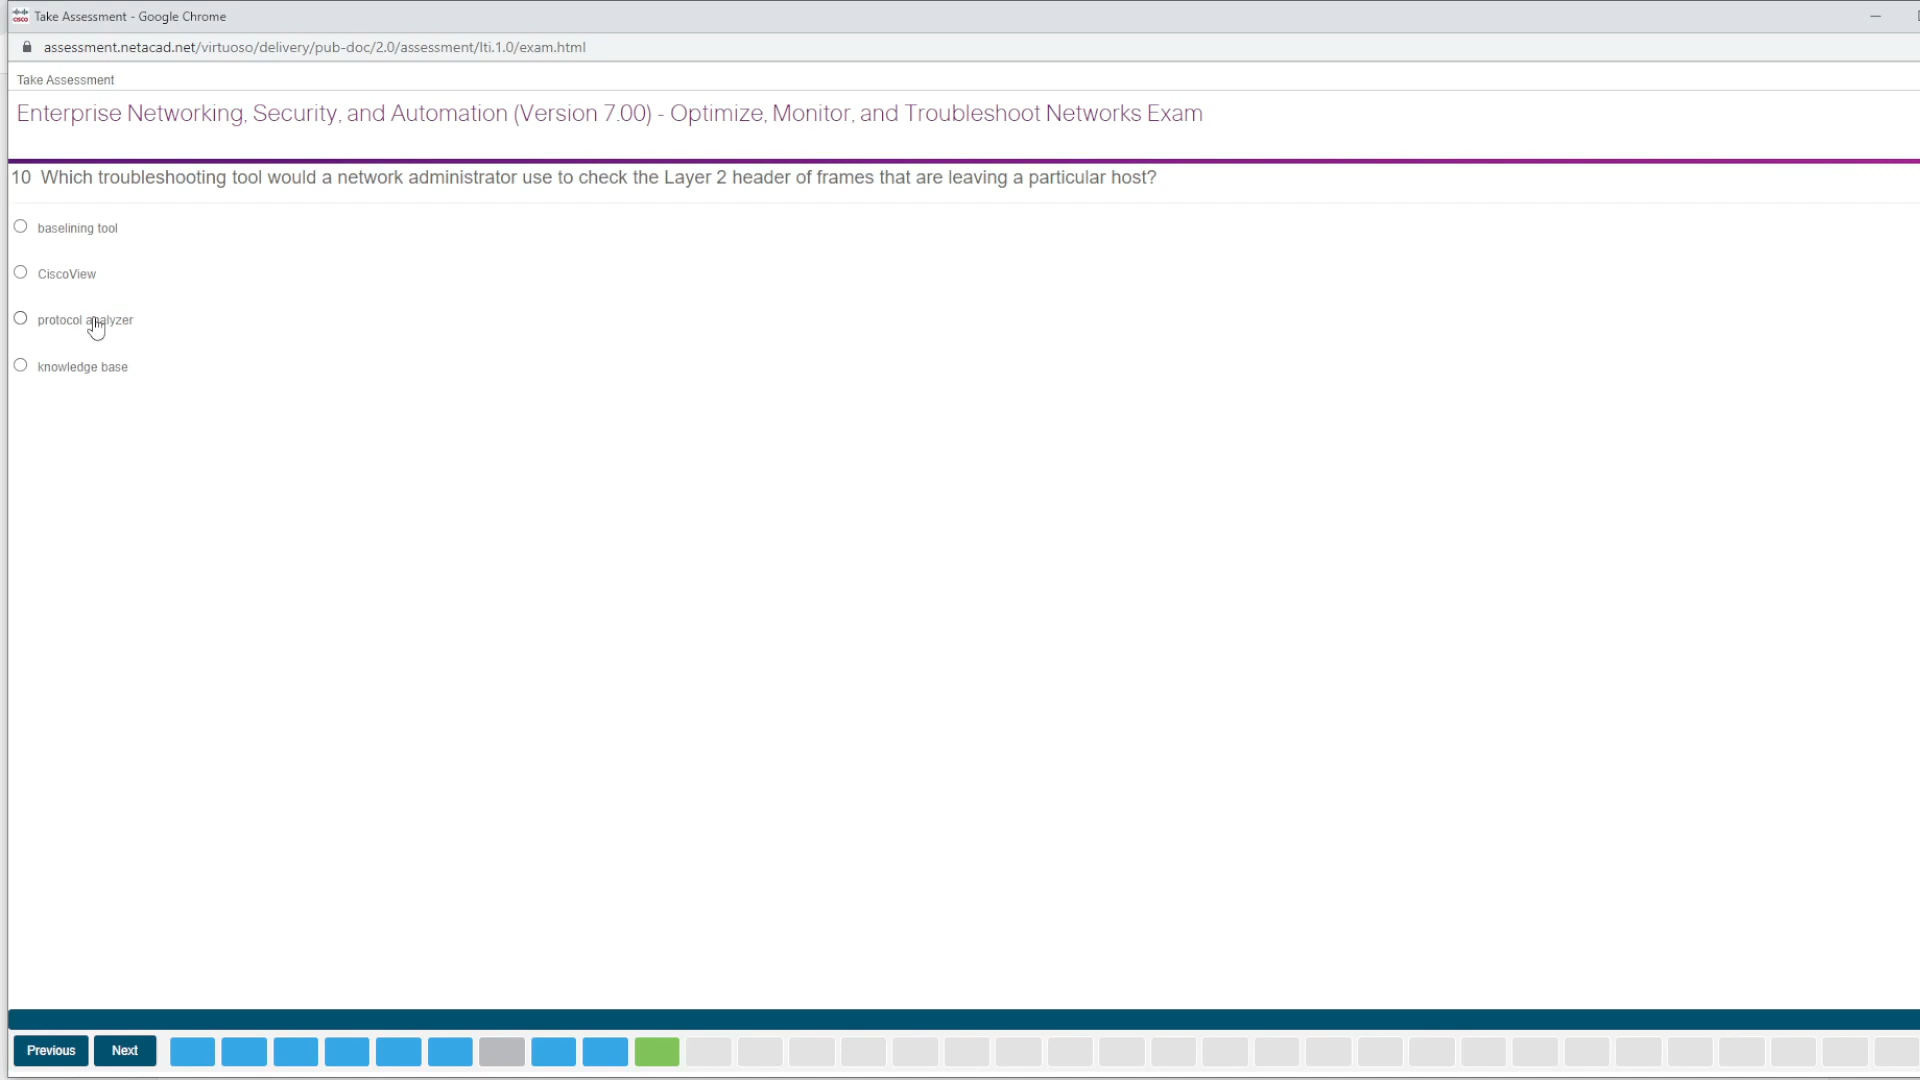 Take Assessment - Google Chrome
assessment.netacad.net/virtuoso/delivery/pub-doc/2.0/assessment/lti.1.0/exam.html
Take Assessment
Enterprise Networking, Security, and Automation (Version 7.00) - Optimize, Monitor, and Troubleshoot Networks Exam
10 Which troubleshooting tool would a network administrator use to check the Layer 2 header of frames that are leaving a particular host?
baselining tool
CiscoView
protocol analyzer
knowledge base
Previous Next